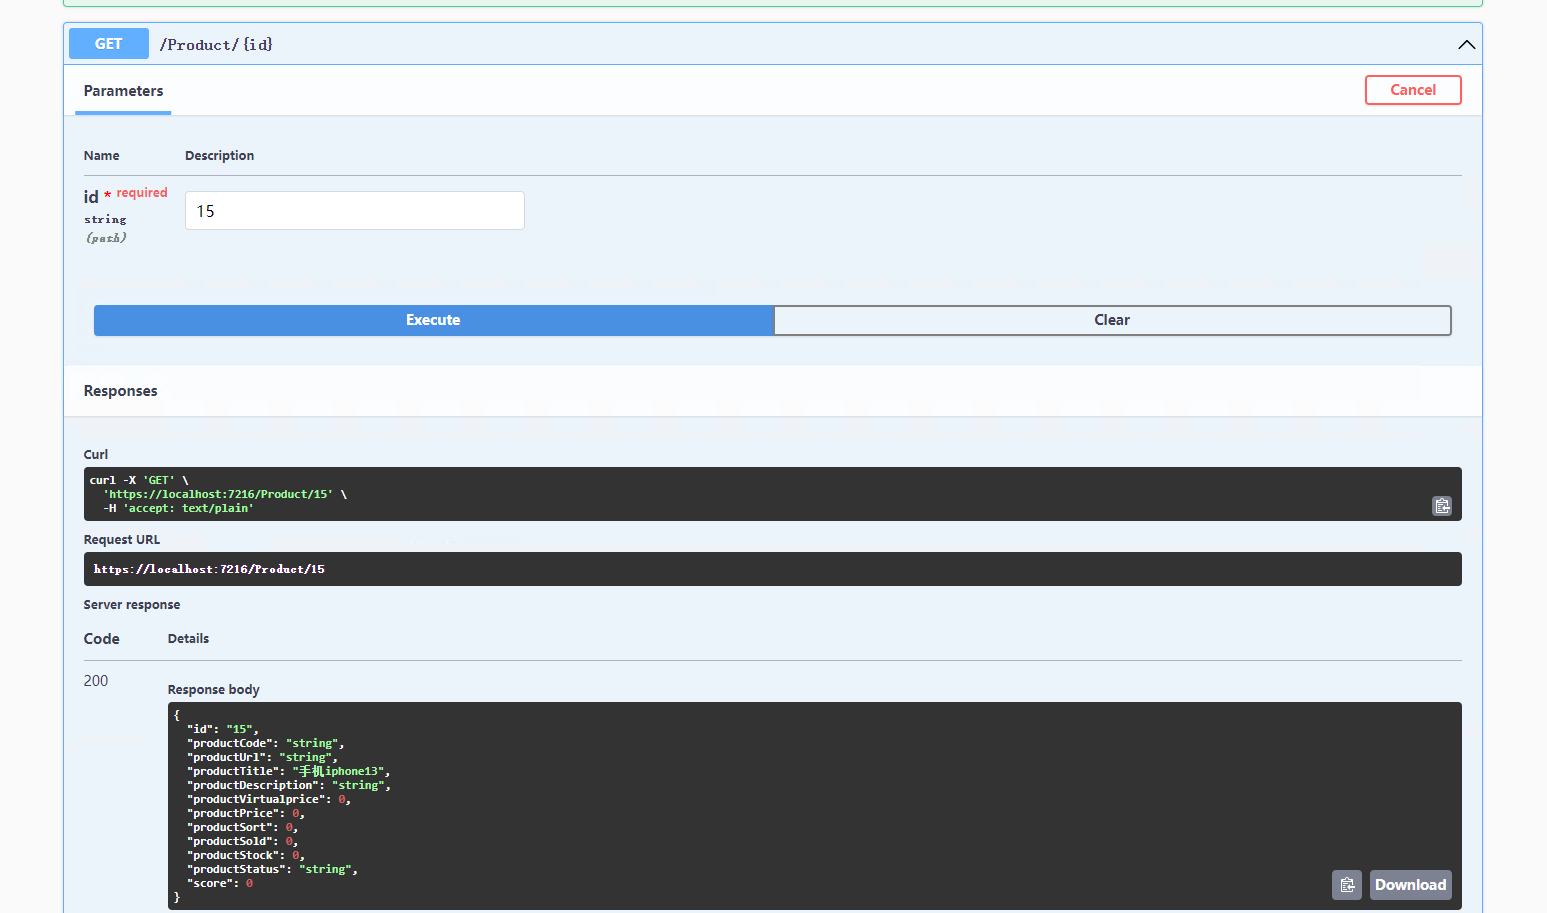 GET /Product/{id}
Parameters
Cancel
Name Description
id * required
string
(path)
15
Execute
Clear
Responses
Curl
curl -X 'GET' \
'https://localhost:7216/Product/15' \
-H 'accept: text/plain'
Request URL
https://localhost:7216/Product/15
Server response
Code Details
200
Response body
{
"id": "15",
"productCode": "string",
"productUrl": "string",
"productTitle": "手机iphone13",
"productDescription": "string",
"productVirtualprice": 0,
"productPrice": 0,
"productSort": 0,
"productSold": 0,
"productStock": 0,
"productStatus": "string",
"score": 0
}
Download